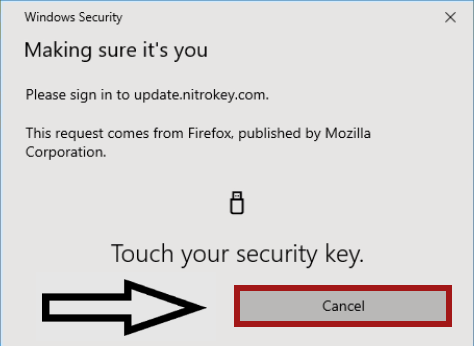 Windows Security
Making sure it's you
Please sign in to update.nitrokey.com.
This request comes from Firefox, published by Mozilla
Corporation.
Touch your security key.
Cancel